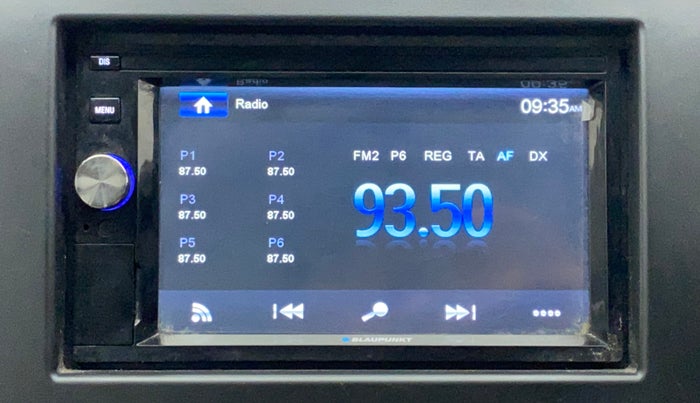 DIS
MENU
Radio
09:35AM
P1
87.50
P2
87.50
P3
87.50
P4
87.50
P5
87.50
P6
87.50
FM2 P6 REG TA AF DX
93.50
BLAUPUNKT